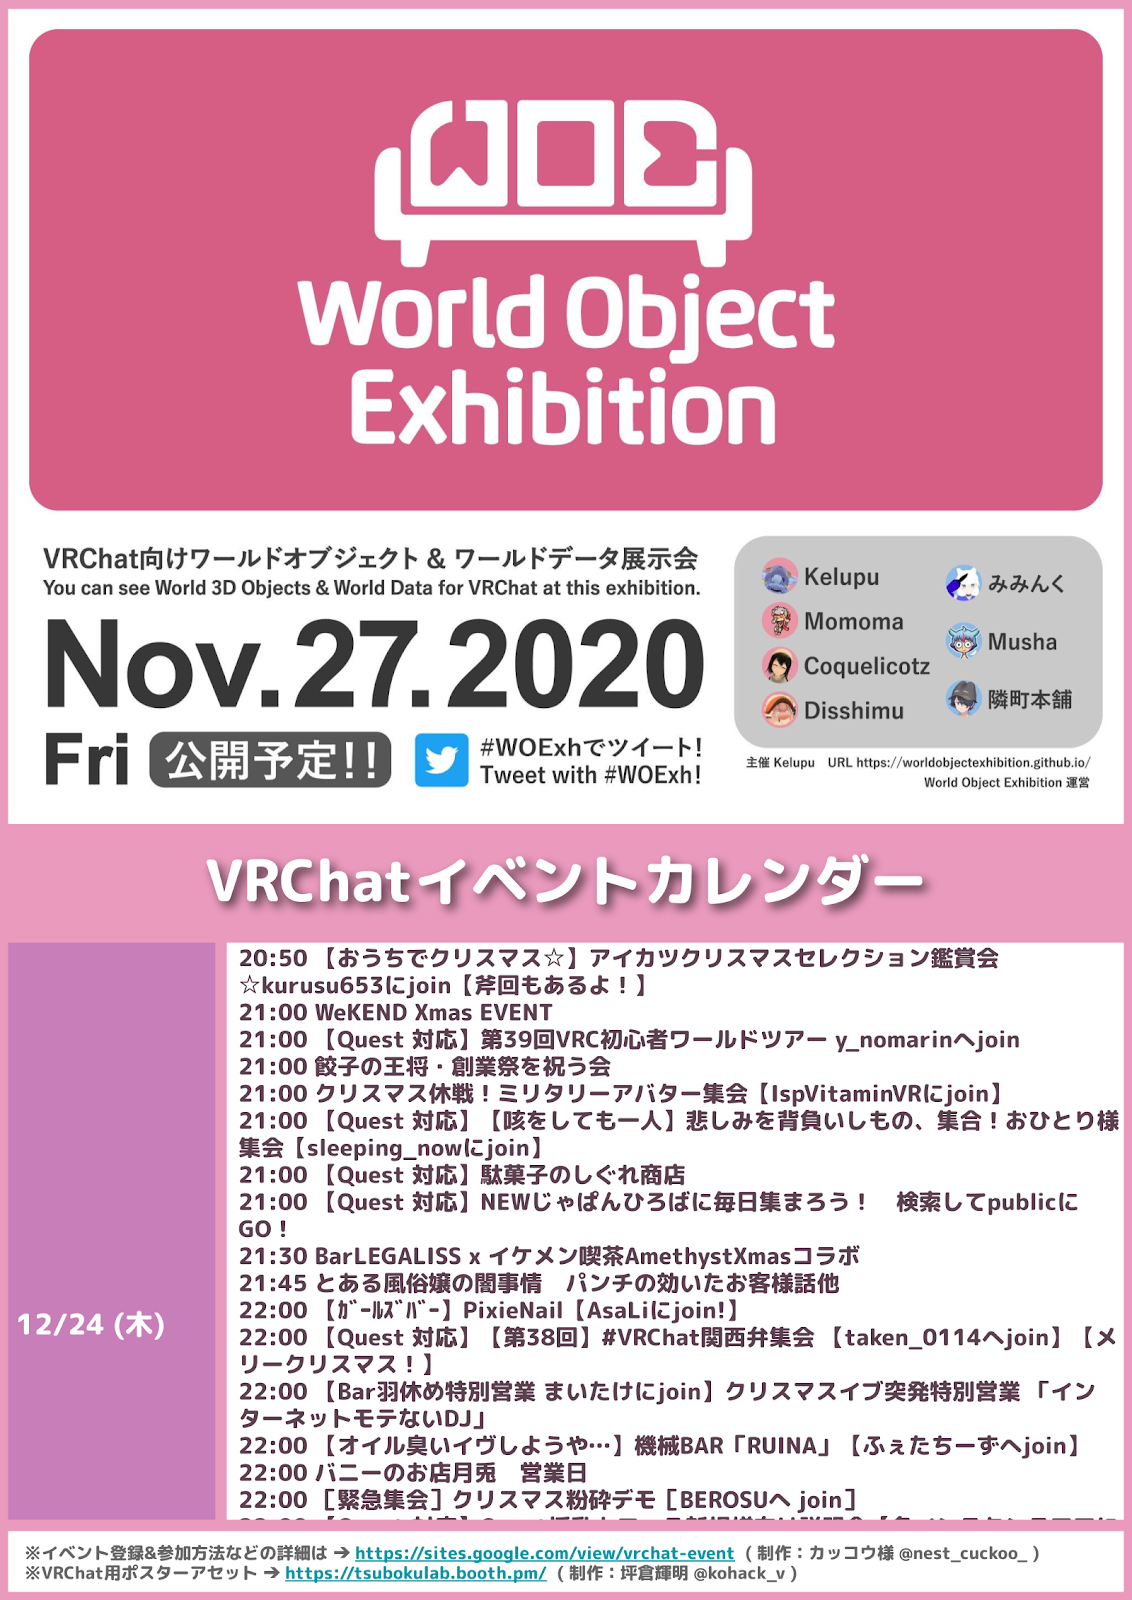 WOE
World Object
Exhibition
VRChat向けワールドオブジェクト & ワールドデータ展示会
You can see World 3D Objects & World Data for VRChat at this exhibition.
Nov.27.2020
Fri 公開予定!!
#WOExhでツイート!
Tweet with #WOExh!
Kelupu
Momoma
Coquelicotz
Disshimu
みみんく
Musha
隣町本舗
主催 Kelupu URL https://worldobjectexhibition.github.io/
World Object Exhibition 運営
VRChatイベントカレンダー
12/24 (木)
20:50 【おうちでクリスマス☆】アイカツクリスマスセレクション鑑賞会
☆kurusu653にjoin【斧回もあるよ！】
21:00 WeKEND Xmas EVENT
21:00 【Quest 対応】第39回VRC初心者ワールドツアー y_nomarinへjoin
21:00 餃子の王将・創業祭を祝う会
21:00 クリスマス休戦！ミリタリーアバター集会【IspVitaminVRにjoin】
21:00 【Quest 対応】【咳をしても一人】悲しみを背負いしもの、集合！おひとり様
集会【sleeping_nowにjoin】
21:00 【Quest 対応】駄菓子のしぐれ商店
21:00 【Quest 対応】NEWじゃぱんひろばに毎日集まろう！　検索してpublicに
GO！
21:30 BarLEGALISS x イケメン喫茶AmethystXmasコラボ
21:45 とある風俗嬢の闇事情　パンチの効いたお客様話他
22:00 【ｶﾞｰﾙｽﾞﾊﾞｰ】PixieNail【AsaLiにjoin!】
22:00 【Quest 対応】【第38回】#VRChat関西弁集会 【taken_0114へjoin】【メ
リークリスマス！】
22:00 【Bar羽休め特別営業 まいたけにjoin】クリスマスイブ突発特別営業 「イン
ターネットモテないDJ」
22:00 【オイル臭いイヴしようや…】機械BAR「RUINA」【ふぇたちーずへjoin】
22:00 バニーのお店月兎　営業日
22:00 ［緊急集会］クリスマス粉砕デモ［BEROSUへ join］
※イベント登録&参加方法などの詳細は ➔ https://sites.google.com/view/vrchat-event ( 制作：カッコウ様 @nest_cuckoo_ )
※VRChat用ポスターアセット ➔ https://tsubokulab.booth.pm/ ( 制作：坪倉輝明 @kohack_v )